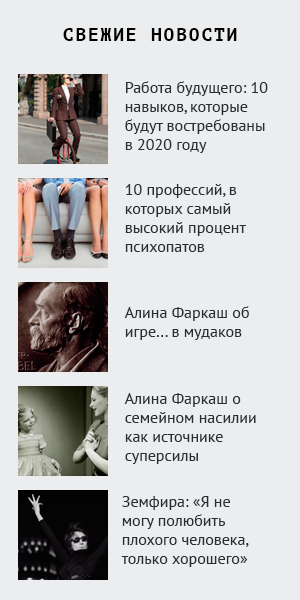 СВЕЖИЕ НОВОСТИ
Работа будущего: 10
навыков, которые
будут востребованы
в 2020 году
10 профессий, в
которых самый
высокий процент
психопатов
Алина Фаркаш об
игре... в мудаков
Алина Фаркаш о
семейном насилии
как источнике
суперсилы
Земфира: «Я не
могу полюбить
плохого человека,
только хорошего»